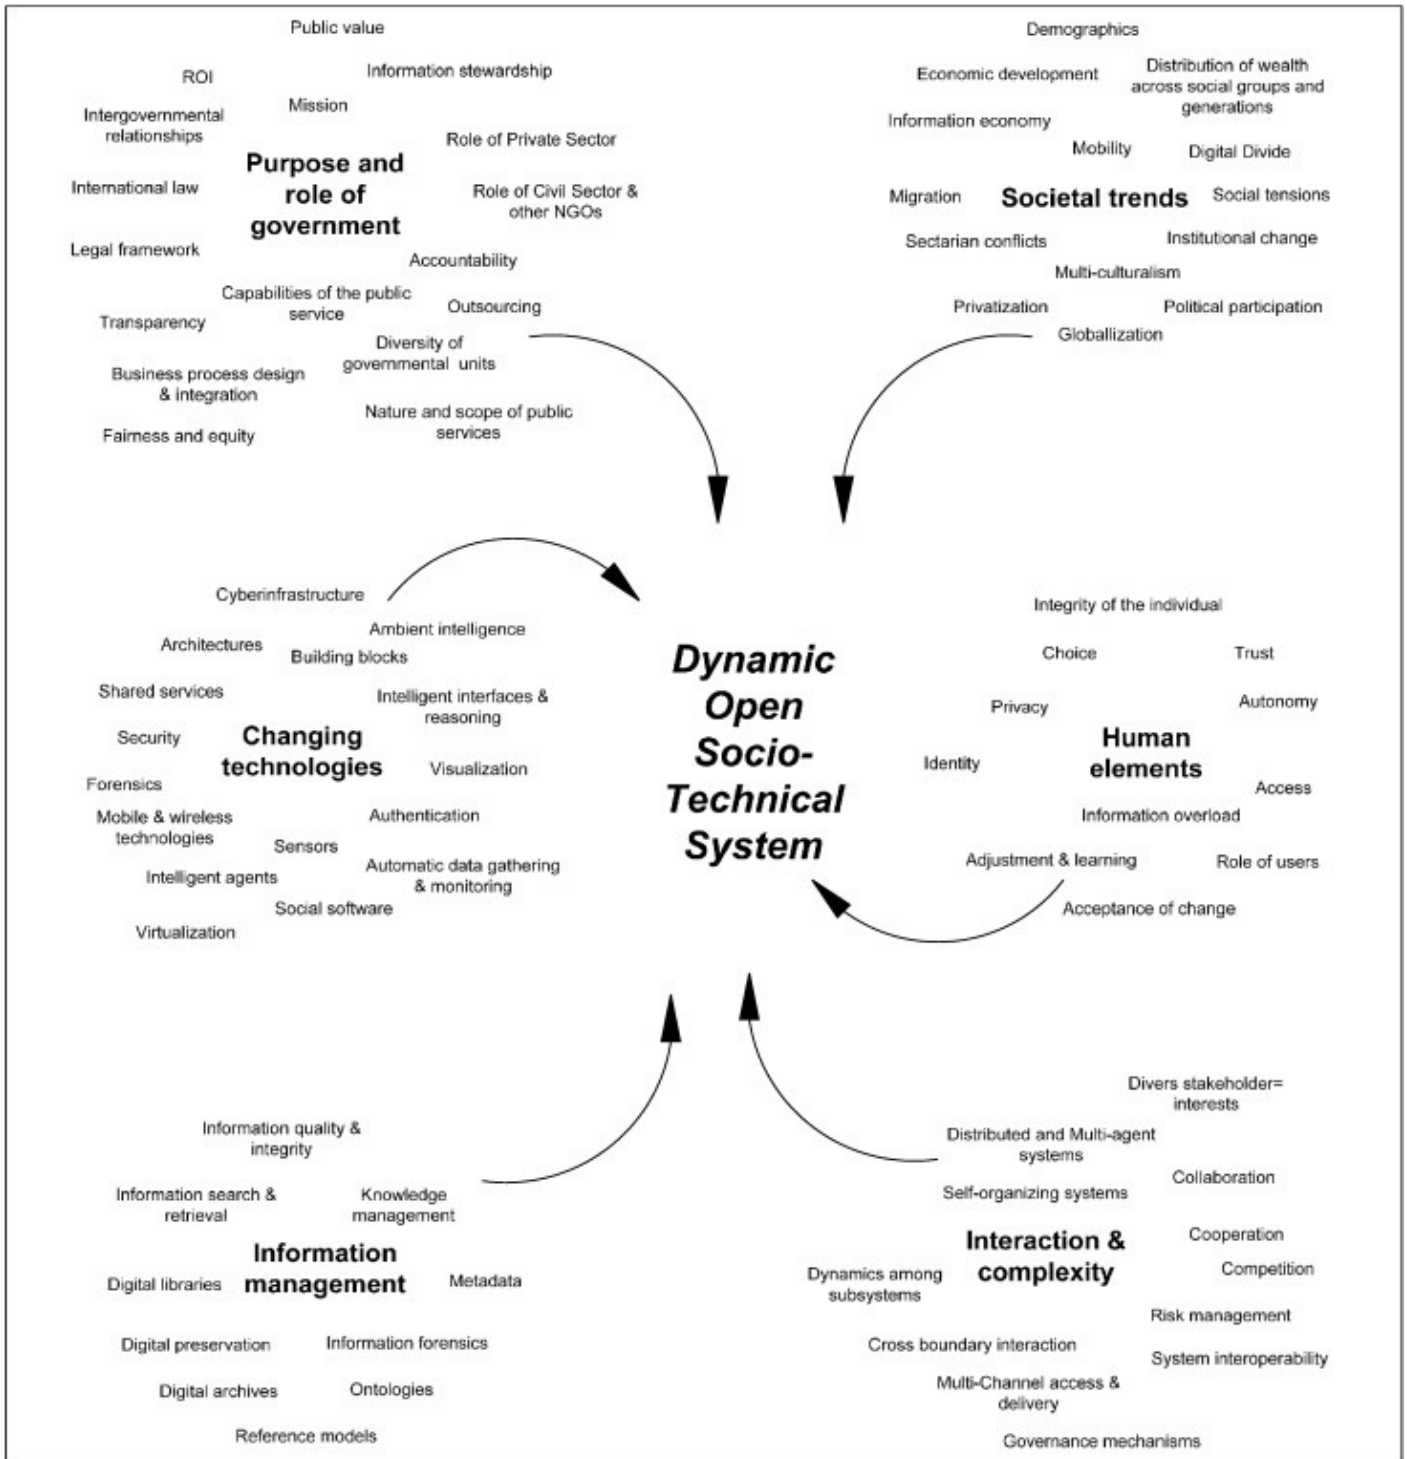 Public value
ROI
Information stewardship
Mission
Intergovernmental
relationships
Role of Private Sector
Purpose and
role of
government
International law
Role of Civil Sector &
other NGOs
Legal framework
Accountability
Capabilities of the public
service
Outsourcing
Transparency
Diversity of
governmental units
Business process design
& integration
Nature and scope of public
services
Fairness and equity
Demographics
Economic development
Distribution of wealth
across social groups and
generations
Information economy
Mobility
Digital Divide
Migration
Societal trends
Social tensions
Sectarian conflicts
Institutional change
Multi-culturalism
Privatization
Political participation
Globallization
Cyberinfrastructure
Ambient intelligence
Architectures
Building blocks
Shared services
Intelligent interfaces &
reasoning
Security
Changing
technologies
Visualization
Forensics
Mobile & wireless
technologies
Authentication
Sensors
Automatic data gathering
& monitoring
Intelligent agents
Social software
Virtualization
Dynamic
Open
Socio-
Technical
System
Integrity of the individual
Choice
Trust
Privacy
Autonomy
Human
elements
Identity
Access
Information overload
Adjustment & learning
Role of users
Acceptance of change
Information quality &
integrity
Information search &
retrieval
Knowledge
management
Information
management
Digital libraries
Metadata
Digital preservation
Information forensics
Digital archives
Ontologies
Reference models
Divers stakeholder=
interests
Distributed and Multi-agent
systems
Collaboration
Self-organizing systems
Cooperation
Interaction &
complexity
Competition
Dynamics among
subsystems
Risk management
Cross boundary interaction
System interoperability
Multi-Channel access &
delivery
Governance mechanisms